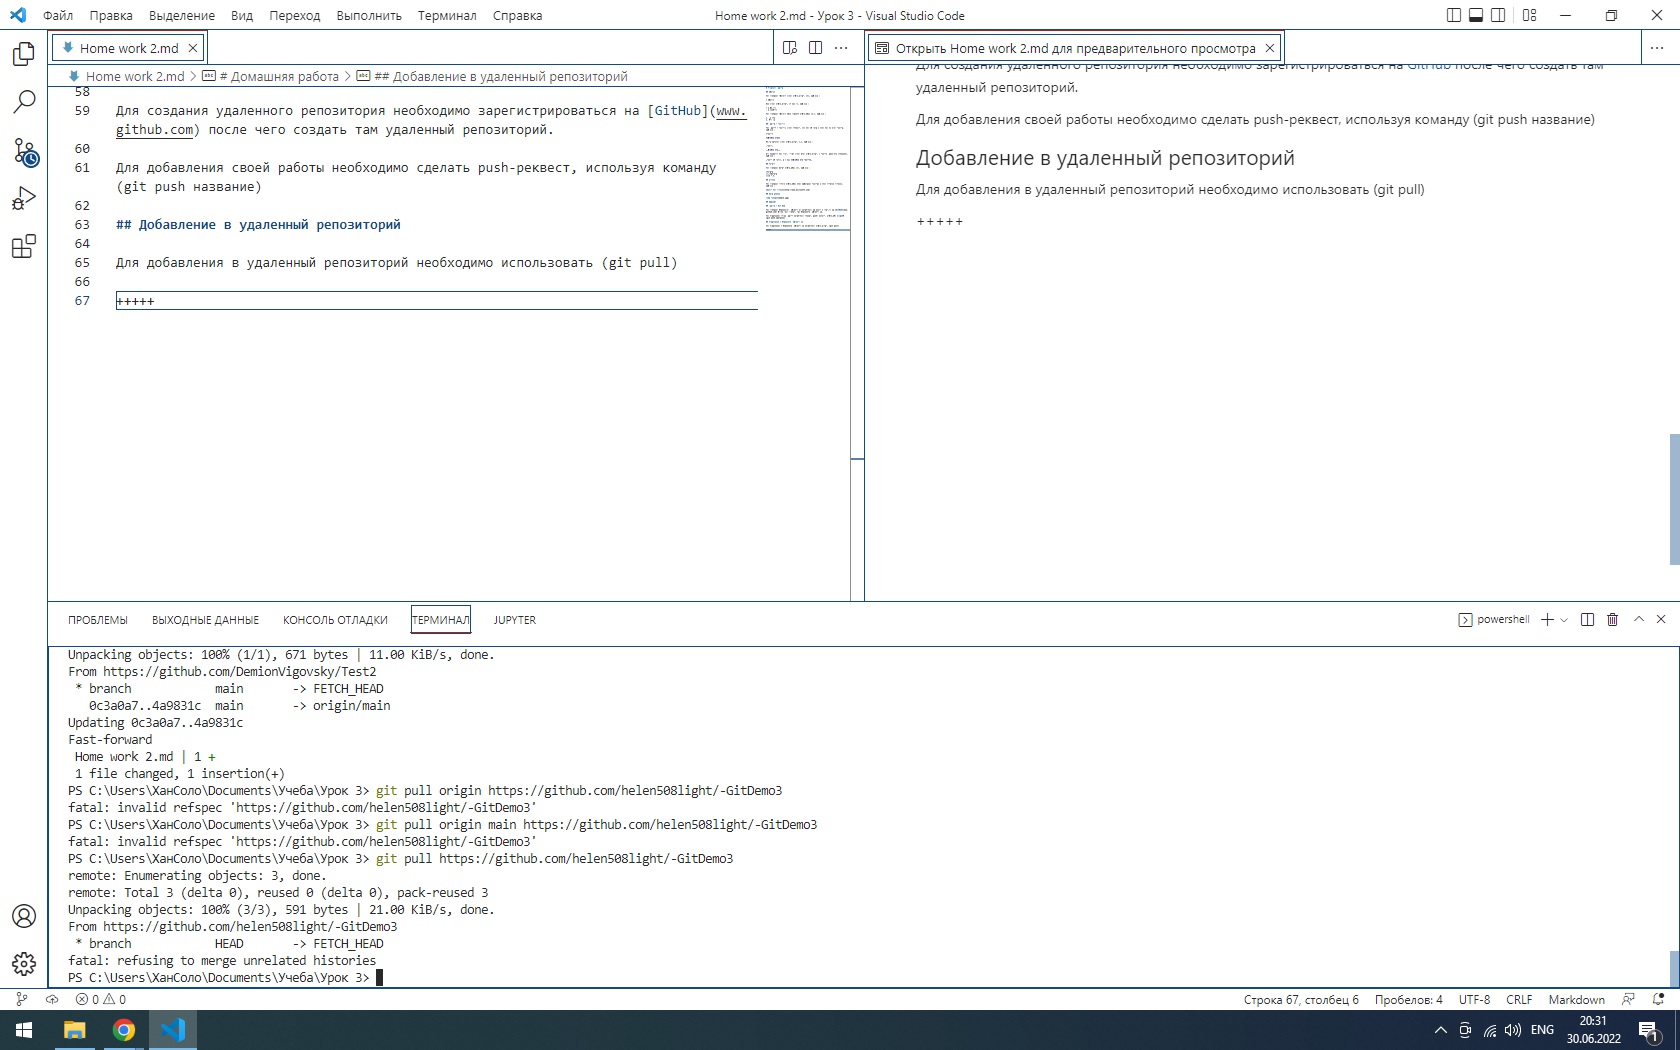 Файл Правка Выделение Вид Переход Выполнить Терминал Справка
Home work 2.md - Урок 3 - Visual Studio Code
Home work 2.md
Открыть Home work 2.md для предварительного просмотра
Home work 2.md > # Домашняя работа > ## Добавление в удаленный репозиторий
58
59 Для создания удаленного репозитория необходимо зарегистрироваться на [GitHub](www.
github.com) после чего создать там удаленный репозиторий.
60
61 Для добавления своей работы необходимо сделать push-реквест, используя команду
(git push название)
62
63 ## Добавление в удаленный репозиторий
64
65 Для добавления в удаленный репозиторий необходимо использовать (git pull)
66
67 +++++
Для создания удаленного репозитория необходимо зарегистрироваться на GitHub после чего создать там
удаленный репозиторий.
Для добавления своей работы необходимо сделать push-реквест, используя команду (git push название)
Добавление в удаленный репозиторий
Для добавления в удаленный репозиторий необходимо использовать (git pull)
+++++
ПРОБЛЕМЫ ВЫХОДНЫЕ ДАННЫЕ КОНСОЛЬ ОТЛАДКИ ТЕРМИНАЛ JUPYTER
powershell
Unpacking objects: 100% (1/1), 671 bytes | 11.00 KiB/s, done.
From https://github.com/DemionVigovsky/Test2
* branch main -> FETCH_HEAD
0c3a0a7..4a9831c main -> origin/main
Updating 0c3a0a7..4a9831c
Fast-forward
Home work 2.md | 1 +
1 file changed, 1 insertion(+)
PS C:\Users\ХанСоло\Documents\Учеба\Урок 3> git pull origin https://github.com/helen508light/-GitDemo3
fatal: invalid refspec 'https://github.com/helen508light/-GitDemo3'
PS C:\Users\ХанСоло\Documents\Учеба\Урок 3> git pull origin main https://github.com/helen508light/-GitDemo3
fatal: invalid refspec 'https://github.com/helen508light/-GitDemo3'
PS C:\Users\ХанСоло\Documents\Учеба\Урок 3> git pull https://github.com/helen508light/-GitDemo3
remote: Enumerating objects: 3, done.
remote: Total 3 (delta 0), reused 0 (delta 0), pack-reused 3
Unpacking objects: 100% (3/3), 591 bytes | 21.00 KiB/s, done.
From https://github.com/helen508light/-GitDemo3
* branch HEAD -> FETCH_HEAD
fatal: refusing to merge unrelated histories
PS C:\Users\ХанСоло\Documents\Учеба\Урок 3>
0 0
Строка 67, столбец 6 Пробелов: 4 UTF-8 CRLF Markdown
ENG
20:31
30.06.2022
1